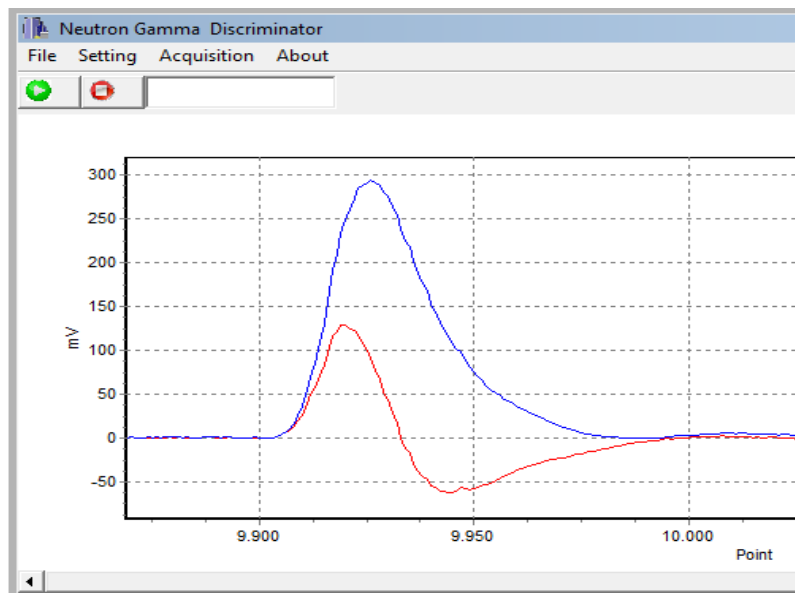 Neutron Gamma Discriminator
File Setting Acquisition About
300
250
200
150
100
50
0
-50
mV
9.900 9.950 10.000
Point